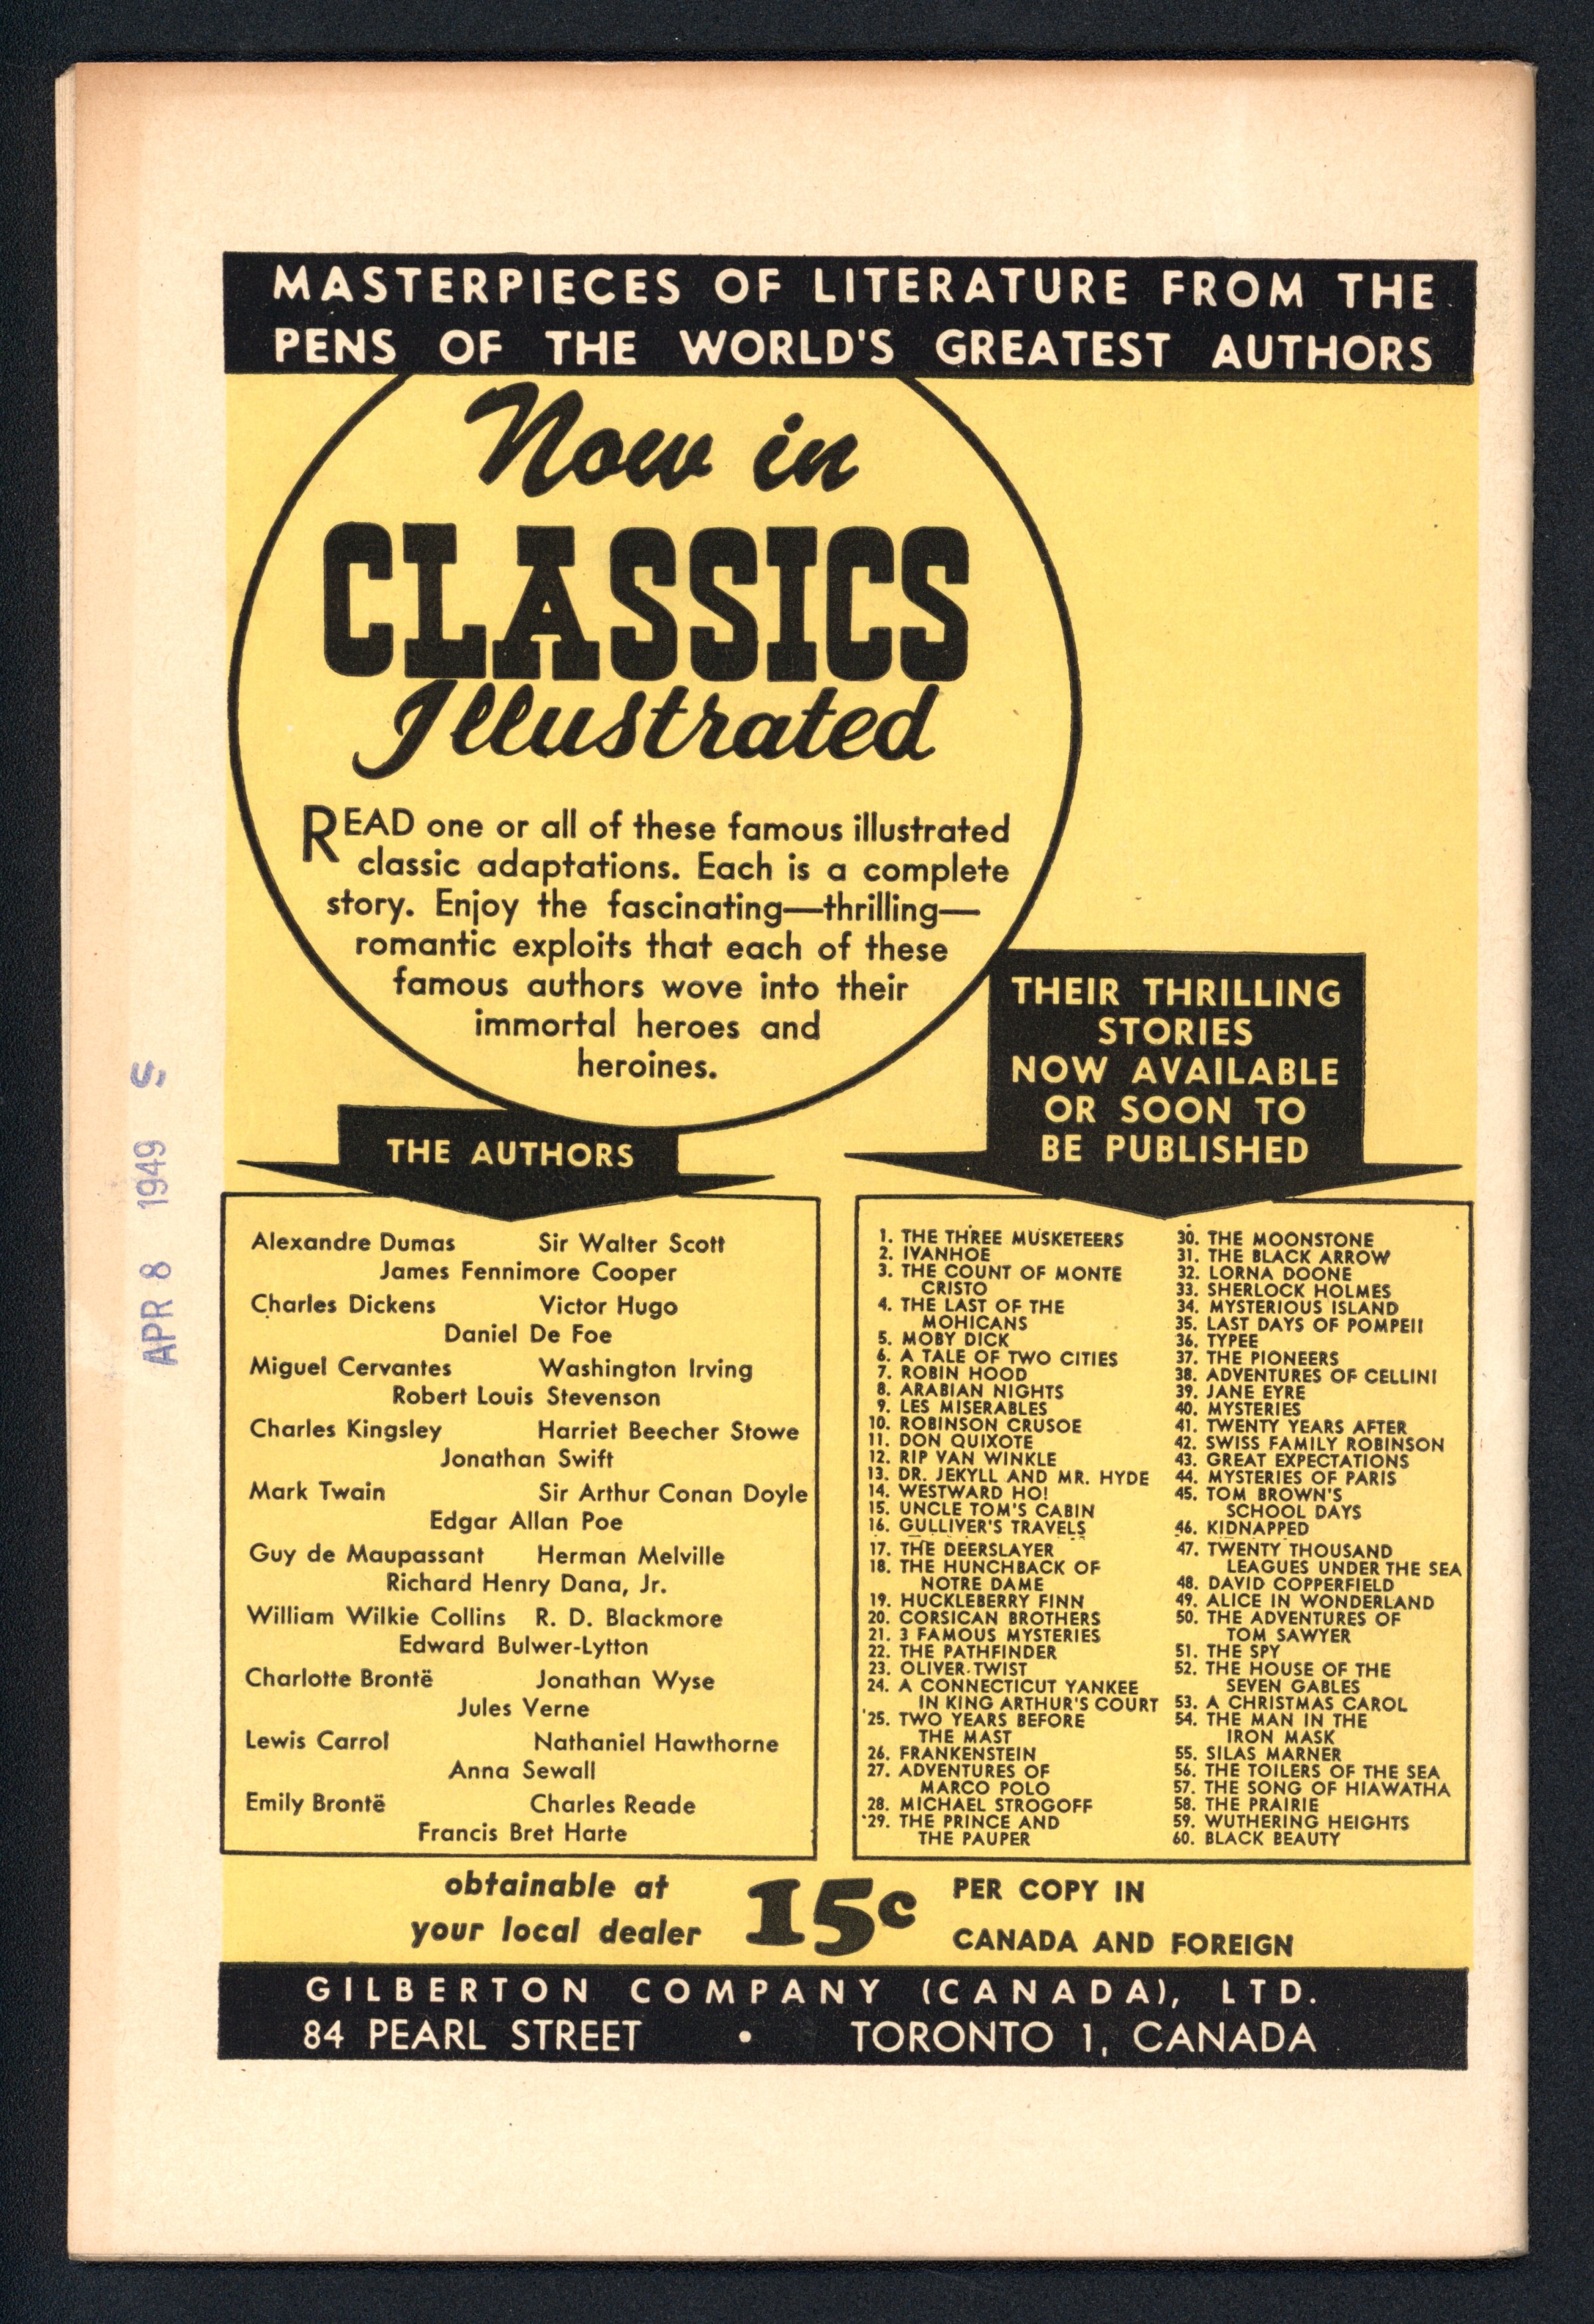 MASTERPIECES OF LITERATURE FROM THE
PENS OF THE WORLD'S GREATEST AUTHORS
Now in
CLASSICS
Illustrated
READ one or all of these famous illustrated
classic adaptations. Each is a complete
story. Enjoy the fascinating—thrilling—
romantic exploits that each of these
famous authors wove into their
immortal heroes and
heroines.
THE AUTHORS
Alexandre Dumas Sir Walter Scott
James Fennimore Cooper
Charles Dickens Victor Hugo
Daniel De Foe
Miguel Cervantes Washington Irving
Robert Louis Stevenson
Charles Kingsley Harriet Beecher Stowe
Jonathan Swift
Mark Twain Sir Arthur Conan Doyle
Edgar Allan Poe
Guy de Maupassant Herman Melville
Richard Henry Dana, Jr.
William Wilkie Collins R. D. Blackmore
Edward Bulwer-Lytton
Charlotte Brontë Jonathan Wyse
Jules Verne
Lewis Carrol Nathaniel Hawthorne
Anna Sewall
Emily Brontë Charles Reade
Francis Bret Harte
THEIR THRILLING
STORIES
NOW AVAILABLE
OR SOON TO
BE PUBLISHED
1. THE THREE MUSKETEERS
2. IVANHOE
3. THE COUNT OF MONTE
CRISTO
4. THE LAST OF THE
MOHICANS
5. MOBY DICK
6. A TALE OF TWO CITIES
7. ROBIN HOOD
8. ARABIAN NIGHTS
9. LES MISERABLES
10. ROBINSON CRUSOE
11. DON QUIXOTE
12. RIP VAN WINKLE
13. DR. JEKYLL AND MR. HYDE
14. WESTWARD HO!
15. UNCLE TOM'S CABIN
16. GULLIVER'S TRAVELS
17. THE DEERSLAYER
18. THE HUNCHBACK OF
NOTRE DAME
19. HUCKLEBERRY FINN
20. CORSICAN BROTHERS
21. 3 FAMOUS MYSTERIES
22. THE PATHFINDER
23. OLIVER TWIST
24. A CONNECTICUT YANKEE
IN KING ARTHUR'S COURT
25. TWO YEARS BEFORE
THE MAST
26. FRANKENSTEIN
27. ADVENTURES OF
MARCO POLO
28. MICHAEL STROGOFF
29. THE PRINCE AND
THE PAUPER
30. THE MOONSTONE
31. THE BLACK ARROW
32. LORNA DOONE
33. SHERLOCK HOLMES
34. MYSTERIOUS ISLAND
35. LAST DAYS OF POMPEII
36. TYPEE
37. THE PIONEERS
38. ADVENTURES OF CELLINI
39. JANE EYRE
40. MYSTERIES
41. TWENTY YEARS AFTER
42. SWISS FAMILY ROBINSON
43. GREAT EXPECTATIONS
44. MYSTERIES OF PARIS
45. TOM BROWN'S
SCHOOL DAYS
46. KIDNAPPED
47. TWENTY THOUSAND
LEAGUES UNDER THE SEA
48. DAVID COPPERFIELD
49. ALICE IN WONDERLAND
50. THE ADVENTURES OF
TOM SAWYER
51. THE SPY
52. THE HOUSE OF THE
SEVEN GABLES
53. A CHRISTMAS CAROL
54. THE MAN IN THE
IRON MASK
55. SILAS MARNER
56. THE TOILERS OF THE SEA
57. THE SONG OF HIAWATHA
58. THE PRAIRIE
59. WUTHERING HEIGHTS
60. BLACK BEAUTY
obtainable at
your local dealer
15c
PER COPY IN
CANADA AND FOREIGN
GILBERTON COMPANY (CANADA), LTD.
84 PEARL STREET • TORONTO 1, CANADA
APR 8 1949 S